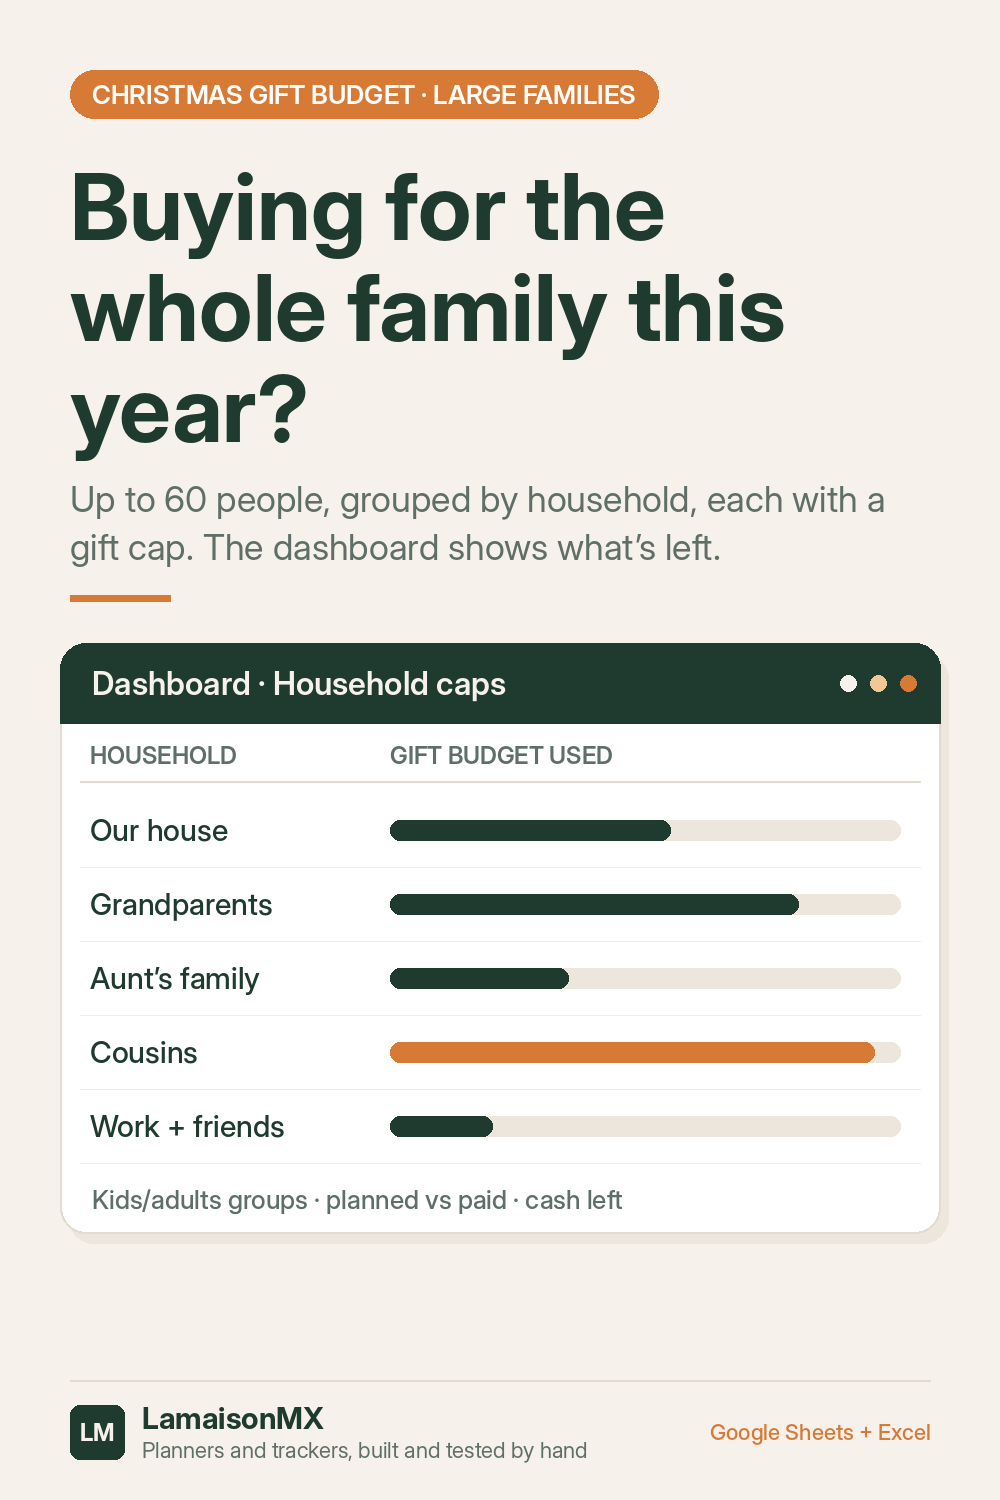 CHRISTMAS GIFT BUDGET · LARGE FAMILIES
Buying for the
whole family this
year?
Up to 60 people, grouped by household, each with a
gift cap. The dashboard shows what’s left.
Dashboard · Household caps
HOUSEHOLD GIFT BUDGET USED
Our house
Grandparents
Aunt’s family
Cousins
Work + friends
Kids/adults groups · planned vs paid · cash left
LM
LamaisonMX
Planners and trackers, built and tested by hand
Google Sheets + Excel